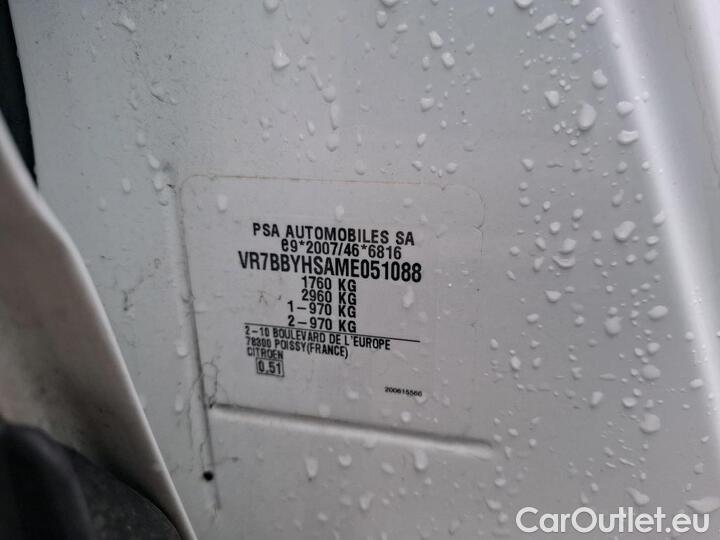 PSA AUTOMOBILES SA
e9*2007/46*6816
VR7BBYHSAME051088
1760 KG
2960 KG
1-970 KG
2-970 KG
2-10 BOULEVARD DE L'EUROPE
78300 POISSY(FRANCE)
CITROEN
0.51
200615566
CarOutlet.eu